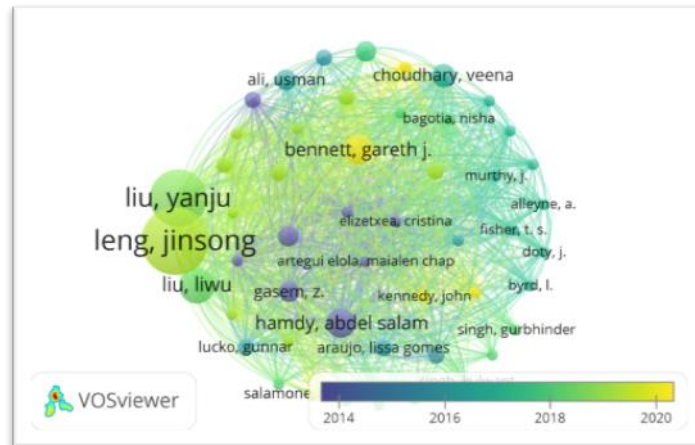 ali, usman
choudhary, veena
bagotia, nisha
bennett, gareth j.
murthy, j.
liu, yanju
alleyne, a.
elizetxea, cristina
fisher, t. s.
leng, jinsong
doty, j.
artegui elola, maialen chap
liu, liwu
byrd, l.
gasem, z.
kennedy, john
hamdy, abdel salam
singh, gurbhinder
lucko, gunnar
araujo, lissa gomes
salamone
VOSviewer
2014 2016 2018 2020